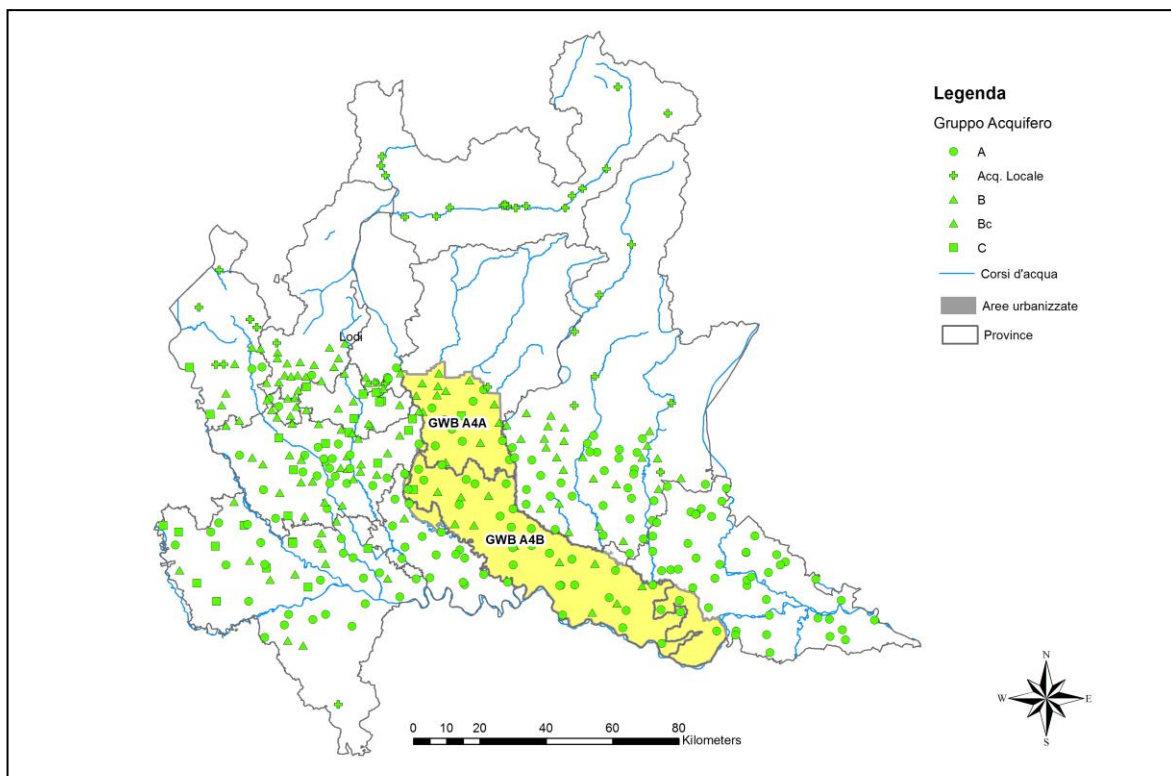 Legenda
Gruppo Acquifero
A
Acq. Locale
B
Bc
C
Corsi d'acqua
Aree urbanizzate
Province
Lodi
GWB A4A
GWB A4B
0 10 20 40 60 80
Kilometers
N
W E
S